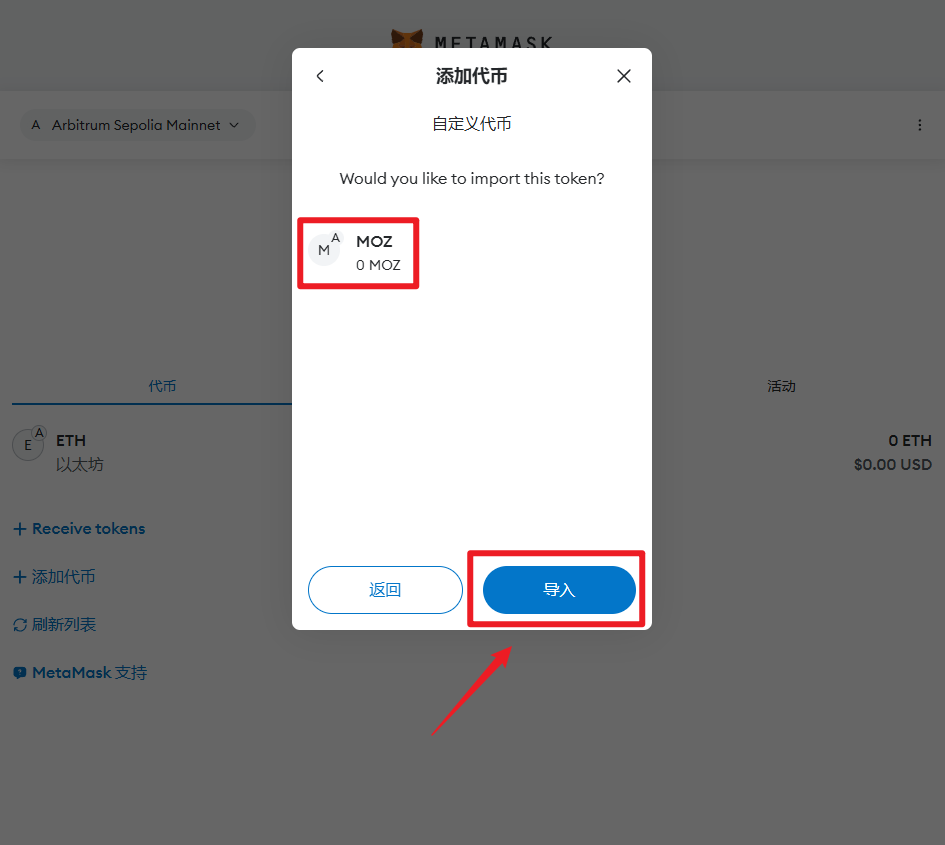 METAMASK
A Arbitrum Sepolia Mainnet
添加代币
自定义代币
Would you like to import this token?
M A MOZ
0 MOZ
代币
活动
E A ETH
以太坊
0 ETH
$0.00 USD
Receive tokens
添加代币
刷新列表
MetaMask 支持
返回
导入